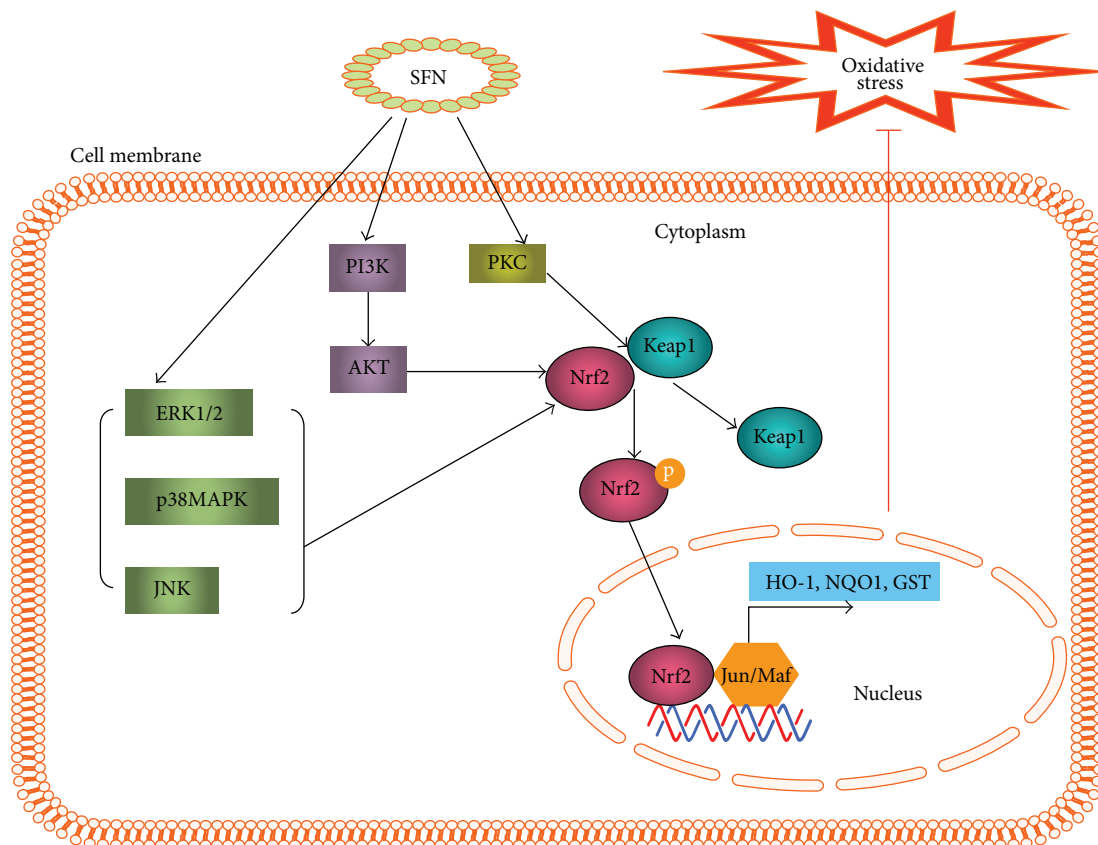 SFN
Oxidative
stress
Cell membrane
Cytoplasm
PI3K
PKC
Keap1
AKT
Nrf2
ERK1/2
Keap1
p38MAPK
Nrf2
p
JNK
HO-1, NQO1, GST
Nrf2
Jun/Maf
Nucleus